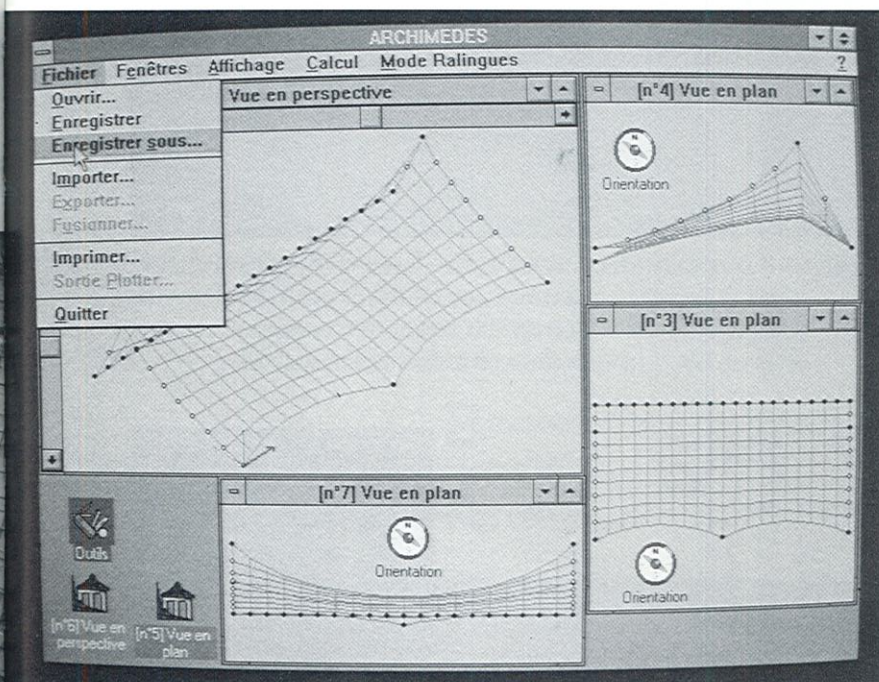 ARCHIMEDES
Fichier Fenêtres Affichage Calcul Mode Ralingues ?
Ouvrir...
Enregistrer
Enregistrer sous...
Importer...
Exporter...
Fusionner...
Imprimer...
Sortie Plotter...
Quitter
Vue en perspective
[n°4] Vue en plan
Orientation
[n°3] Vue en plan
Orientation
[n°7] Vue en plan
Orientation
Outils
[n°6] Vue en
perspective
[n°5] Vue en
plan